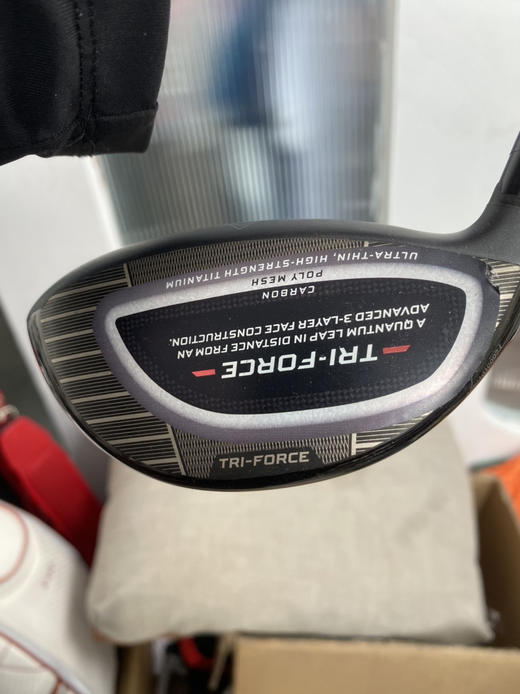 TRI-FORCE
A QUANTUM LEAP IN DISTANCE FROM AN
ADVANCED 3-LAYER FACE CONSTRUCTION.
CARBON
POLY MESH
ULTRA-THIN, HIGH-STRENGTH TITANIUM
TRI-FORCE